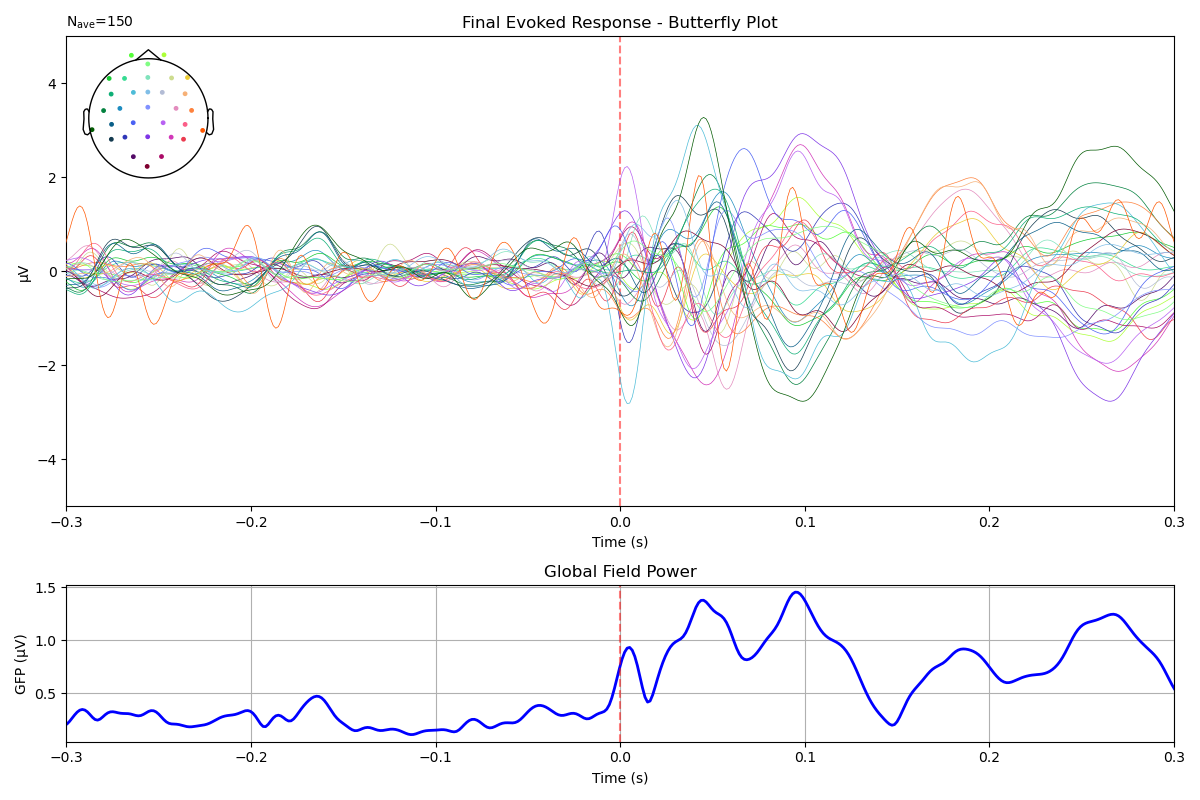 N_ave=150
Final Evoked Response - Butterfly Plot
µV
4
2
0
−2
−4
−0.3 −0.2 −0.1 0.0 0.1 0.2 0.3
Time (s)
Global Field Power
GFP (µV)
1.5
1.0
0.5
−0.3 −0.2 −0.1 0.0 0.1 0.2 0.3
Time (s)